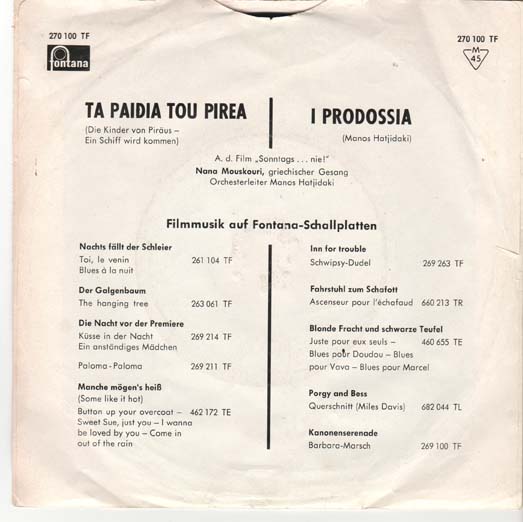 270 100 TF
fontana
270 100 TF
M
45
TA PAIDIA TOU PIREA
(Die Kinder von Piräus –
Ein Schiff wird kommen)
I PRODOSSIA
(Manos Hatjidaki)
A. d. Film „Sonntags . . . nie!"
Nana Mouskouri, griechischer Gesang
Orchesterleiter Manos Hatjidaki
Filmmusik auf Fontana-Schallplatten
Nachts fällt der Schleier
Toi, le venin 261 104 TF
Blues à la nuit
Der Galgenbaum
The hanging tree 263 061 TF
Die Nacht vor der Premiere
Küsse in der Nacht 269 214 TF
Ein anständiges Mädchen
Paloma - Paloma 269 211 TF
Manche mögen's heiß
(Some like it hot)
Button up your overcoat – 462 172 TE
Sweet Sue, just you – I wanna
be loved by you – Come in
out of the rain
Inn for trouble
Schwipsy-Dudel 269 263 TF
Fahrstuhl zum Schafott
Ascenseur pour l'échafaud 660 213 TR
Blonde Fracht und schwarze Teufel
Juste pour eux seuls – 460 655 TE
Blues pour Doudou – Blues
pour Vava – Blues pour Marcel
Porgy and Bess
Querschnitt (Miles Davis) 682 044 TL
Kanonenserenade
Barbara-Marsch 269 100 TF